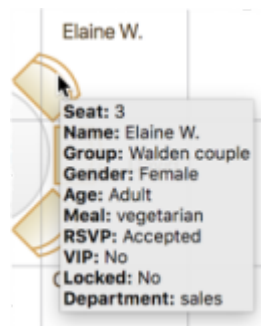 Elaine W.
Seat: 3
Name: Elaine W.
Group: Walden couple
Gender: Female
Age: Adult
Meal: vegetarian
RSVP: Accepted
VIP: No
Locked: No
Department: sales